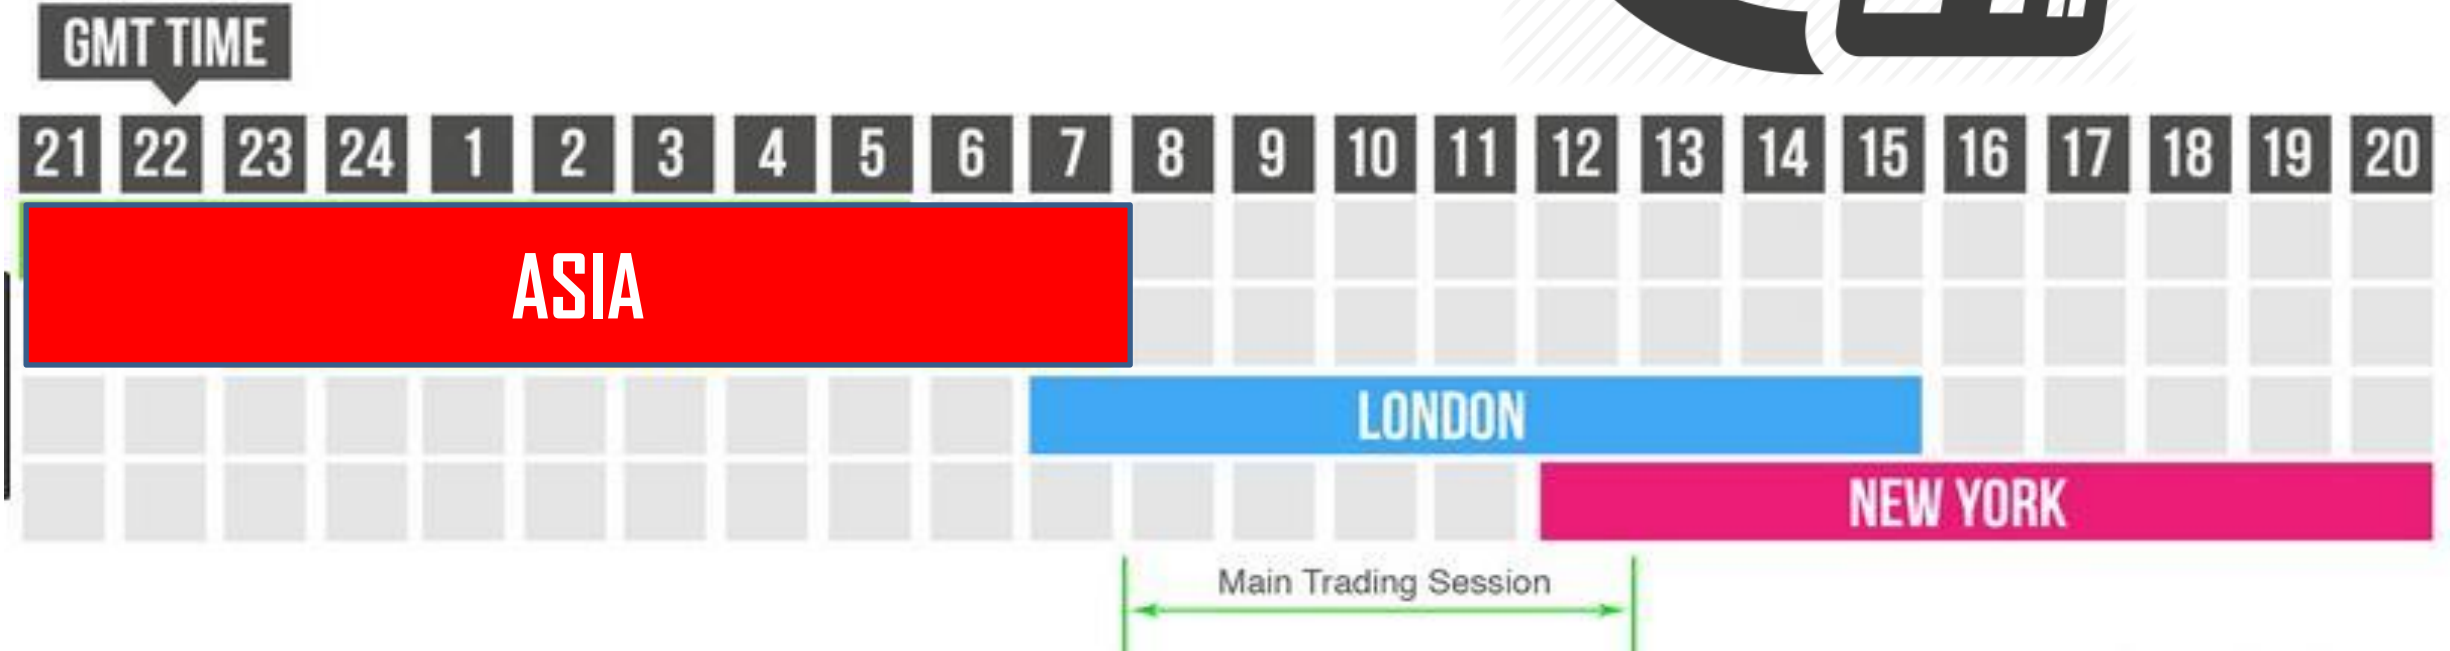 GMT TIME
21 22 23 24 1 2 3 4 5 6 7 8 9 10 11 12 13 14 15 16 17 18 19 20
ASIA
LONDON
NEW YORK
Main Trading Session